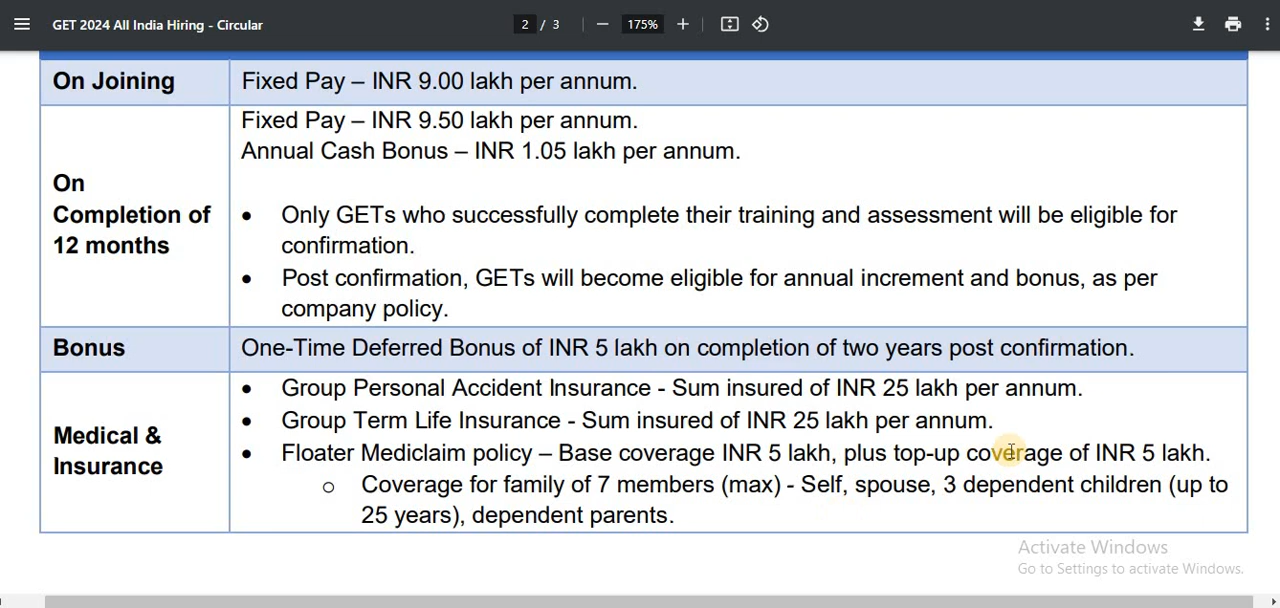 GET 2024 All India Hiring - Circular
2 / 3
175%
On Joining
Fixed Pay – INR 9.00 lakh per annum.
On
Completion of
12 months
Fixed Pay – INR 9.50 lakh per annum.
Annual Cash Bonus – INR 1.05 lakh per annum.
• Only GETs who successfully complete their training and assessment will be eligible for
confirmation.
• Post confirmation, GETs will become eligible for annual increment and bonus, as per
company policy.
Bonus
One-Time Deferred Bonus of INR 5 lakh on completion of two years post confirmation.
Medical &
Insurance
• Group Personal Accident Insurance - Sum insured of INR 25 lakh per annum.
• Group Term Life Insurance - Sum insured of INR 25 lakh per annum.
• Floater Mediclaim policy – Base coverage INR 5 lakh, plus top-up coverage of INR 5 lakh.
o Coverage for family of 7 members (max) - Self, spouse, 3 dependent children (up to
25 years), dependent parents.
Activate Windows
Go to Settings to activate Windows.